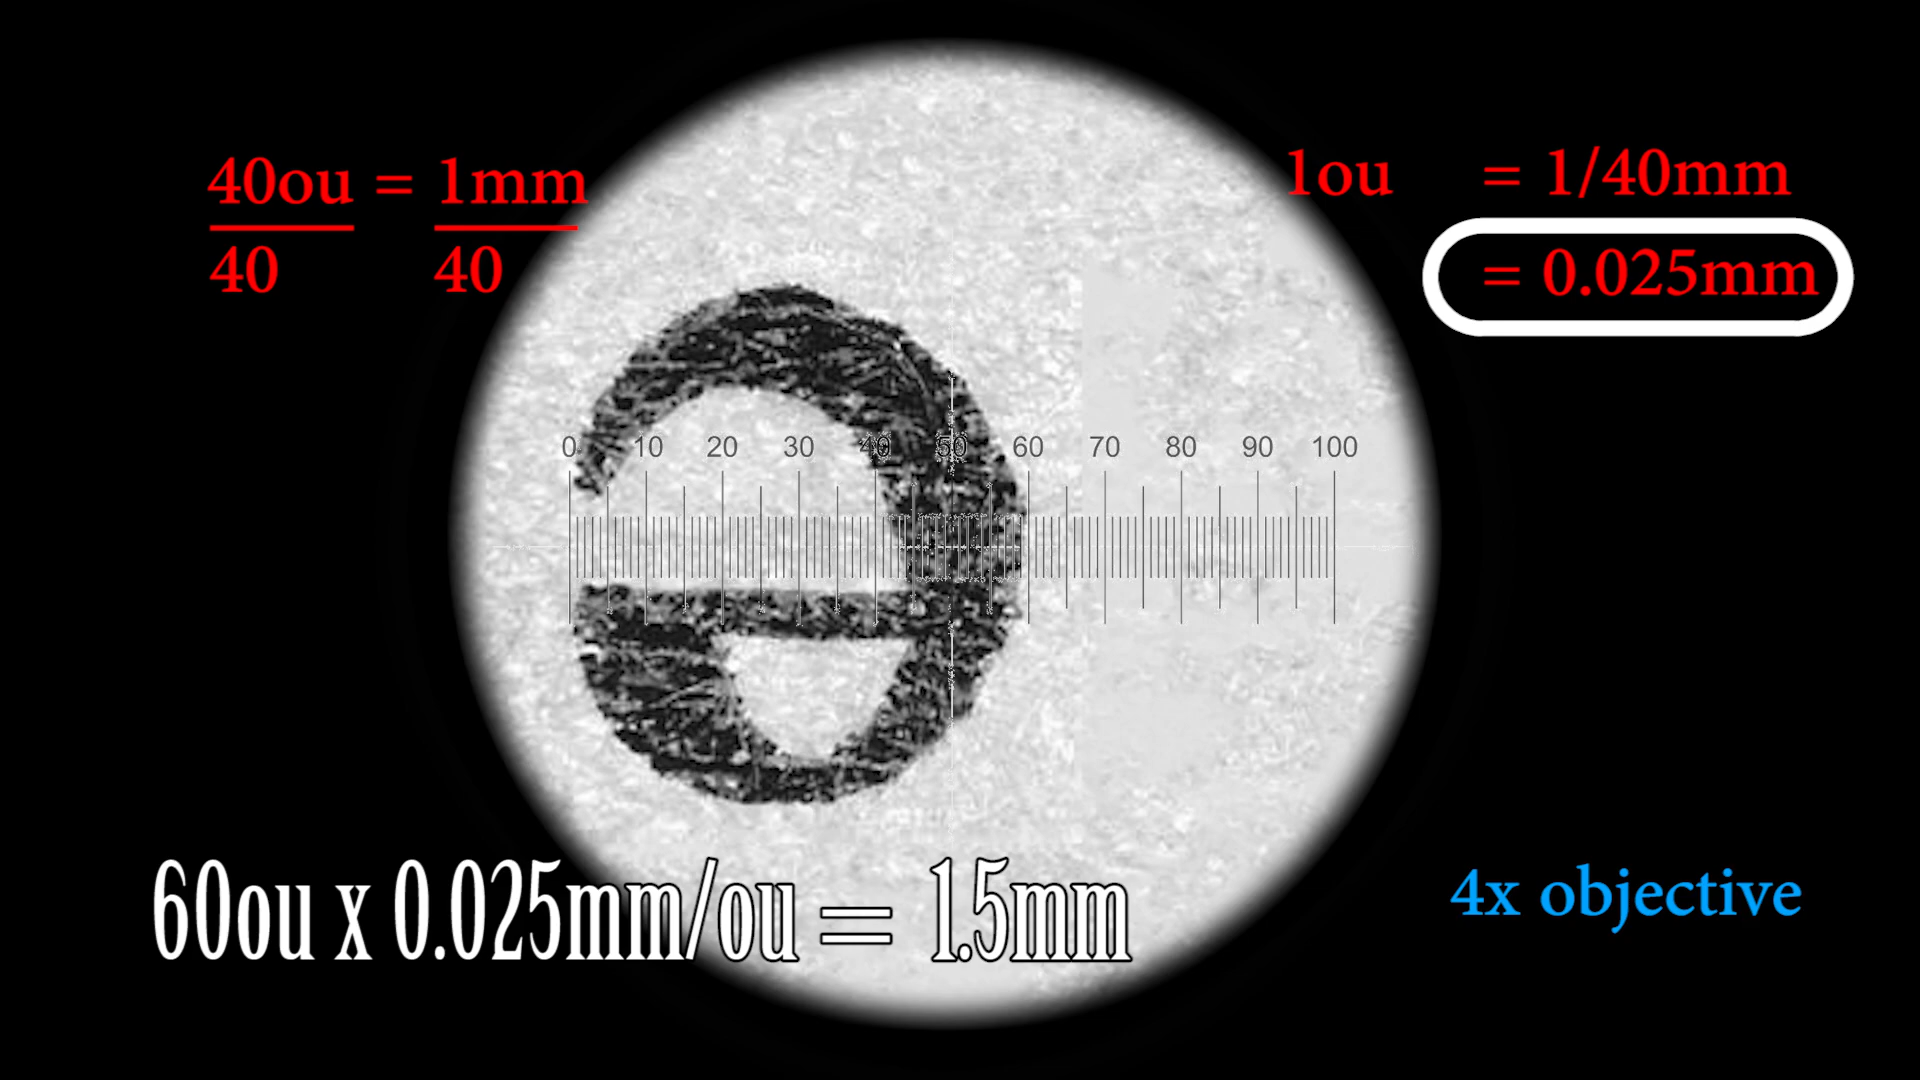 40ou = 1mm
40 40
1ou = 1/40mm
= 0.025mm
0 10 20 30 40 50 60 70 80 90 100
e
60ou x 0.025mm/ou = 1.5mm
4x objective